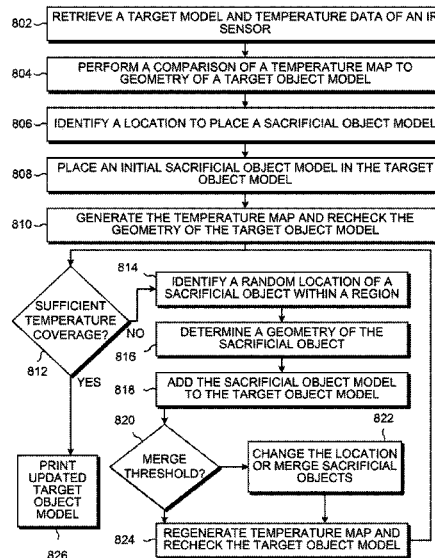 802
RETRIEVE A TARGET MODEL AND TEMPERATURE DATA OF AN IR
SENSOR
804
PERFORM A COMPARISON OF A TEMPERATURE MAP TO
GEOMETRY OF A TARGET OBJECT MODEL
806
IDENTIFY A LOCATION TO PLACE A SACRIFICIAL OBJECT MODEL
808
PLACE AN INITIAL SACRIFICIAL OBJECT MODEL IN THE TARGET
OBJECT MODEL
810
GENERATE THE TEMPERATURE MAP AND RECHECK THE
GEOMETRY OF THE TARGET OBJECT MODEL
SUFFICIENT
TEMPERATURE
COVERAGE?
812
NO
YES
814
IDENTIFY A RANDOM LOCATION OF A
SACRIFICIAL OBJECT WITHIN A REGION
816
DETERMINE A GEOMETRY OF THE
SACRIFICIAL OBJECT
818
ADD THE SACRIFICIAL OBJECT MODEL
TO THE TARGET OBJECT MODEL
820
MERGE
THRESHOLD?
822
CHANGE THE LOCATION
OR MERGE SACRIFICIAL
OBJECTS
824
REGENERATE TEMPERATURE MAP AND
RECHECK THE TARGET OBJECT MODEL
PRINT
UPDATED
TARGET
OBJECT
MODEL
826